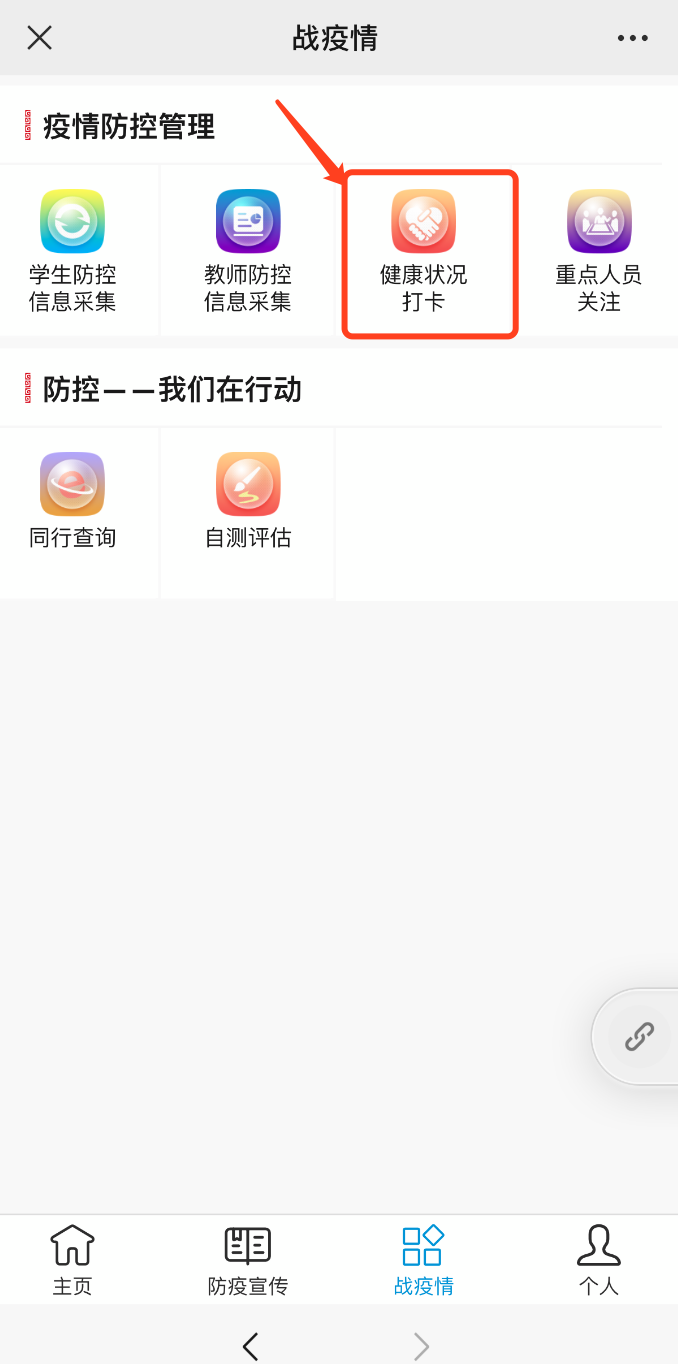 战疫情
疫情防控管理
学生防控
信息采集
教师防控
信息采集
健康状况
打卡
重点人员
关注
防控——我们在行动
同行查询
自测评估
主页
防疫宣传
战疫情
个人